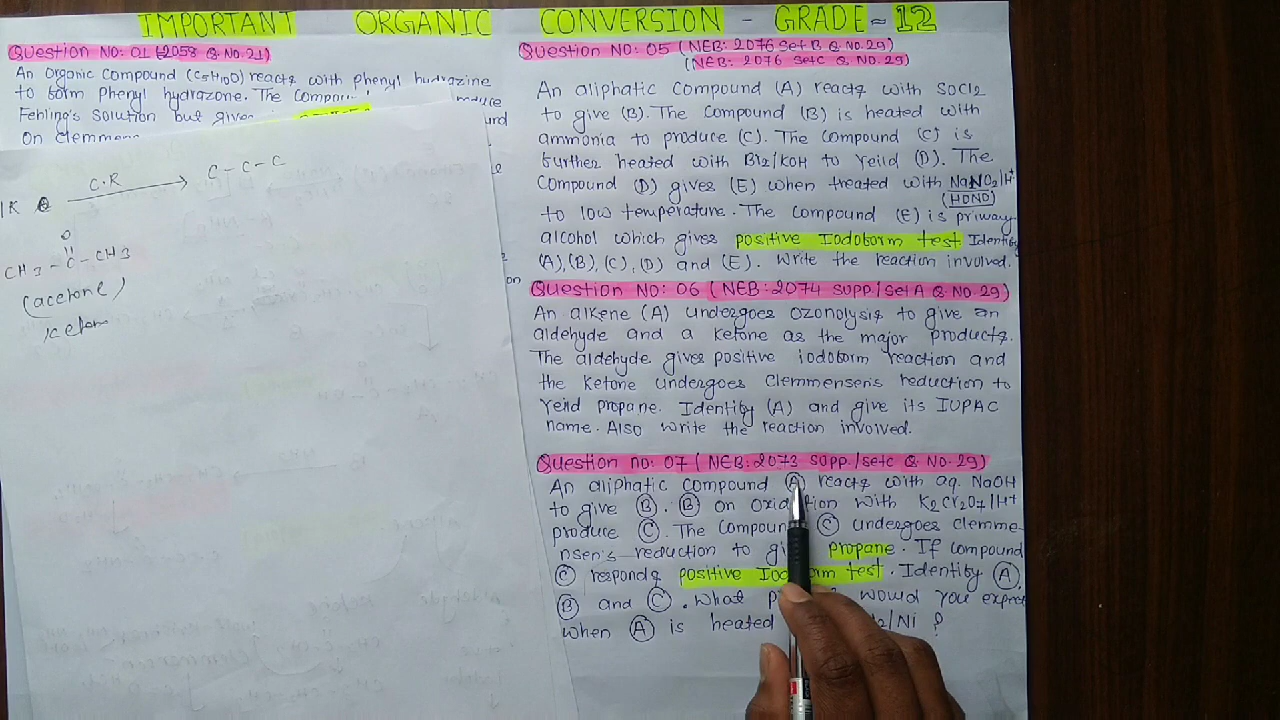 IMPORTANT ORGANIC CONVERSION - GRADE - 12
Question NO: 01 (2058 Q.NO.21)
An organic compound (C5H10O) reacts with phenyl hydrazine
to form phenyl hydrazone. The
Fehling's solution but gives
On clemmens
C.R
C - C - C
O
CH3 - C - CH3
(acetone)
Question NO: 05 (NEB: 2076 Set B Q. NO. 29)
(NEB: 2076 Set C Q. NO. 29)
An aliphatic compound (A) reacts with SOCl2
to give (B). The compound (B) is heated with
ammonia to produce (C). The compound (C) is
further heated with Br2/KOH to yeild (D). The
compound (D) gives (E) when treated with NaNO2/H+
(HONO)
to low temperature. The compound (E) is primary
alcohol which gives positive Iodoform test Identify
(A), (B), (C), (D) and (E). Write the reaction involved.
Question NO: 06 (NEB: 2074 supp/set A Q. NO. 29)
An alkene (A) undergoes ozonolysis to give an
aldehyde and a ketone as the major products.
The aldehyde gives positive iodoform reaction and
the ketone undergoes Clemmensen's reduction to
yeild propane. Identify (A) and give its IUPAC
name. Also write the reaction involved.
Question no: 07 (NEB: 2073 supp/set C Q. NO. 29)
An aliphatic compound (A) reacts with aq. NaOH
to give (B). (B) on with K2Cr2O7/H+
produce (C). The (C) undergoes clemme-
nsen's reduction to propane. If compound
(C) responds positive test. Identify (A),
(B) and (C). What would you expect
when (A) is heated /Ni ?